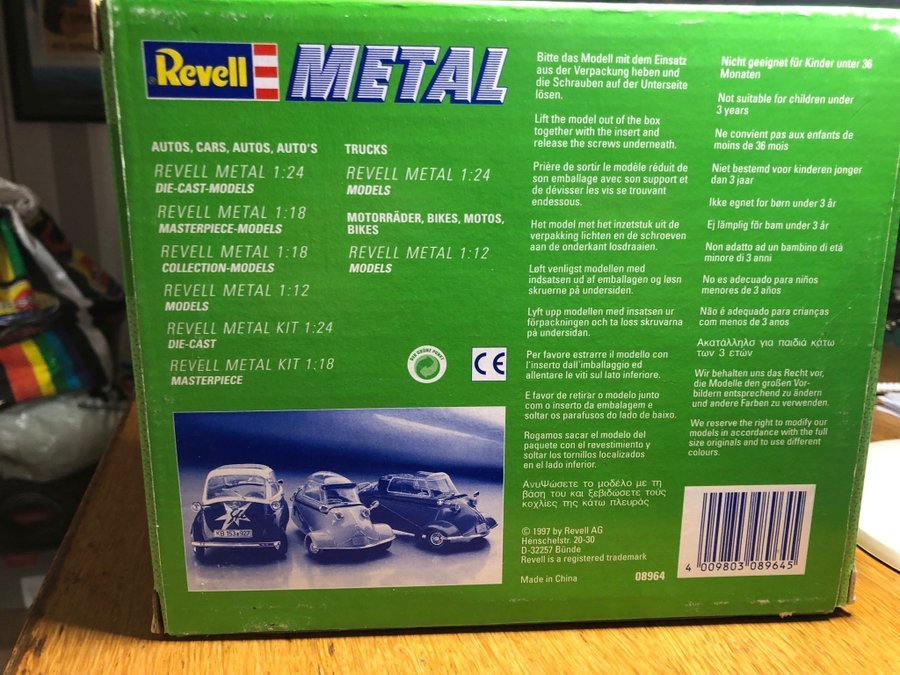 Revell METAL
AUTOS, CARS, AUTOS, AUTO'S
REVELL METAL 1:24
DIE-CAST-MODELS
REVELL METAL 1:18
MASTERPIECE-MODELS
REVELL METAL 1:18
COLLECTION-MODELS
REVELL METAL 1:12
MODELS
REVELL METAL KIT 1:24
DIE-CAST
REVELL METAL KIT 1:18
MASTERPIECE
TRUCKS
REVELL METAL 1:24
MODELS
MOTORRÄDER, BIKES, MOTOS,
BIKES
REVELL METAL 1:12
MODELS
DER GRÜNE PUNKT
CE
KB 153★927
Bitte das Modell mit dem Einsatz
aus der Verpackung heben und
die Schrauben auf der Unterseite
lösen.
Lift the model out of the box
together with the insert and
release the screws underneath.
Prière de sortir le modèle réduit de
son emballage avec son support et
de dévisser les vis se trouvant
endessous.
Het model met het inzetstuk uit de
verpakking lichten en de schroeven
aan de onderkant losdraaien.
Løft venligst modellen med
indsatsen ud af emballagen og løsn
skruerne på undersiden.
Lyft upp modellen med insatsen ur
förpackningen och ta loss skruvarna
på undersidan.
Per favore estrarre il modello con
l'inserto dall'imballaggio ed
allentare le viti sul lato inferiore.
E favor de retirar o modelo junto
com o inserto da embalagem e
soltar os parafusos do lado de baixo.
Rogamos sacar el modelo del
paquete con el revestimiento y
soltar los tornillos localizados
en el lado inferior.
ΑνυΨώσετε το μοδέλο με τη
βάση του και ξεβιδώσετε τους
κοχλίες της κάτω πλευράς
© 1997 by Revell AG
Henschelstr. 20-30
D-32257 Bünde
Revell is a registered trademark
Made in China
08964
Nicht geeignet für Kinder unter 36
Monaten
Not suitable for children under
3 years
Ne convient pas aux enfants de
moins de 36 mois
Niet bestemd voor kinderen jonger
dan 3 jaar
Ikke egnet for børn under 3 år
Ej lämplig för barn under 3 år
Non adatto ad un bambino di età
minore di 3 anni
No es adecuado para niños
menores de 3 años
Não é adequado para crianças
com menos de 3 anos
Ακατάλληλο για παιδιά κάτω
των 3 ετών
Wir behalten uns das Recht vor,
die Modelle den großen Vor-
bildern entsprechend zu ändern
und andere Farben zu verwenden.
We reserve the right to modify our
models in accordance with the full
size originals and to use different
colours.
4 009803 089645